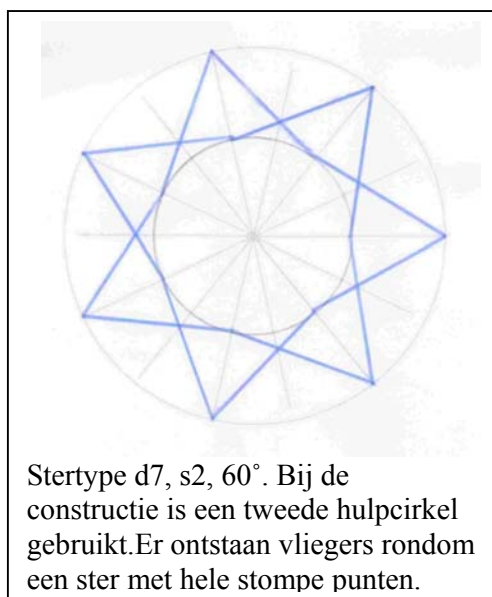 Stertype d7, s2, 60˚. Bij de
constructie is een tweede hulpcirkel
gebruikt.Er ontstaan vliegers rondom
een ster met hele stompe punten.